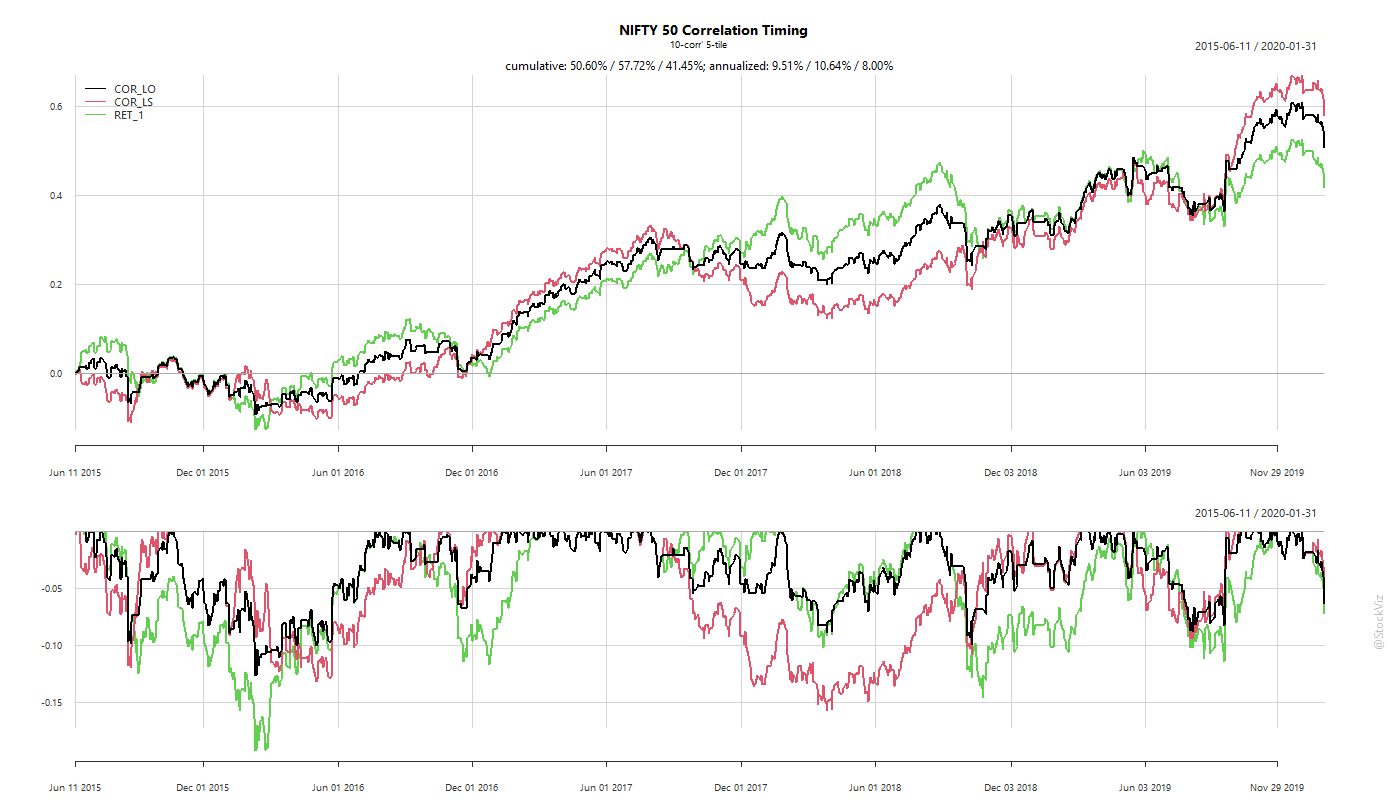 NIFTY 50 Correlation Timing
10-corr' 5-tile
2015-06-11 / 2020-01-31
cumulative: 50.60% / 57.72% / 41.45%; annualized: 9.51% / 10.64% / 8.00%
COR_LO
COR_LS
RET_1
0.6
0.4
0.2
0.0
Jun 11 2015 Dec 01 2015 Jun 01 2016 Dec 01 2016 Jun 01 2017 Dec 01 2017 Jun 01 2018 Dec 03 2018 Jun 03 2019 Nov 29 2019
2015-06-11 / 2020-01-31
-0.05
-0.10
-0.15
Jun 11 2015 Dec 01 2015 Jun 01 2016 Dec 01 2016 Jun 01 2017 Dec 01 2017 Jun 01 2018 Dec 03 2018 Jun 03 2019 Nov 29 2019
@StockViz